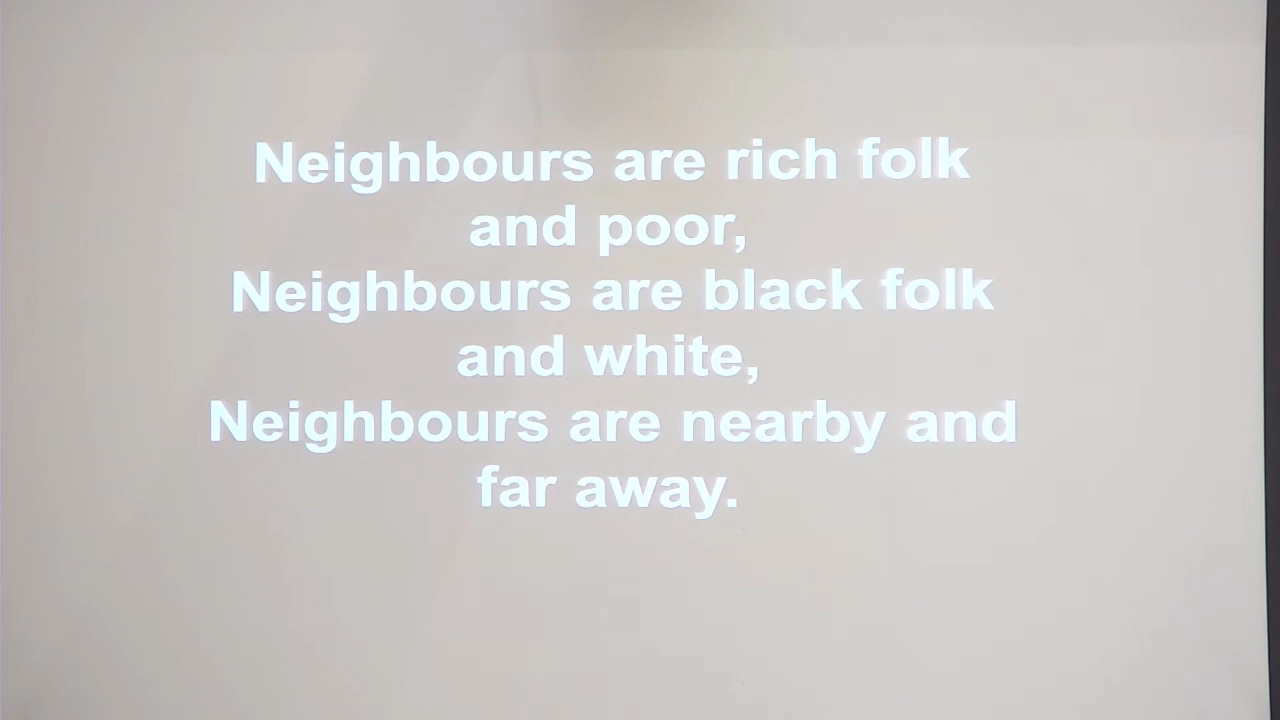 Neighbours are rich folk
and poor,
Neighbours are black folk
and white,
Neighbours are nearby and
far away.